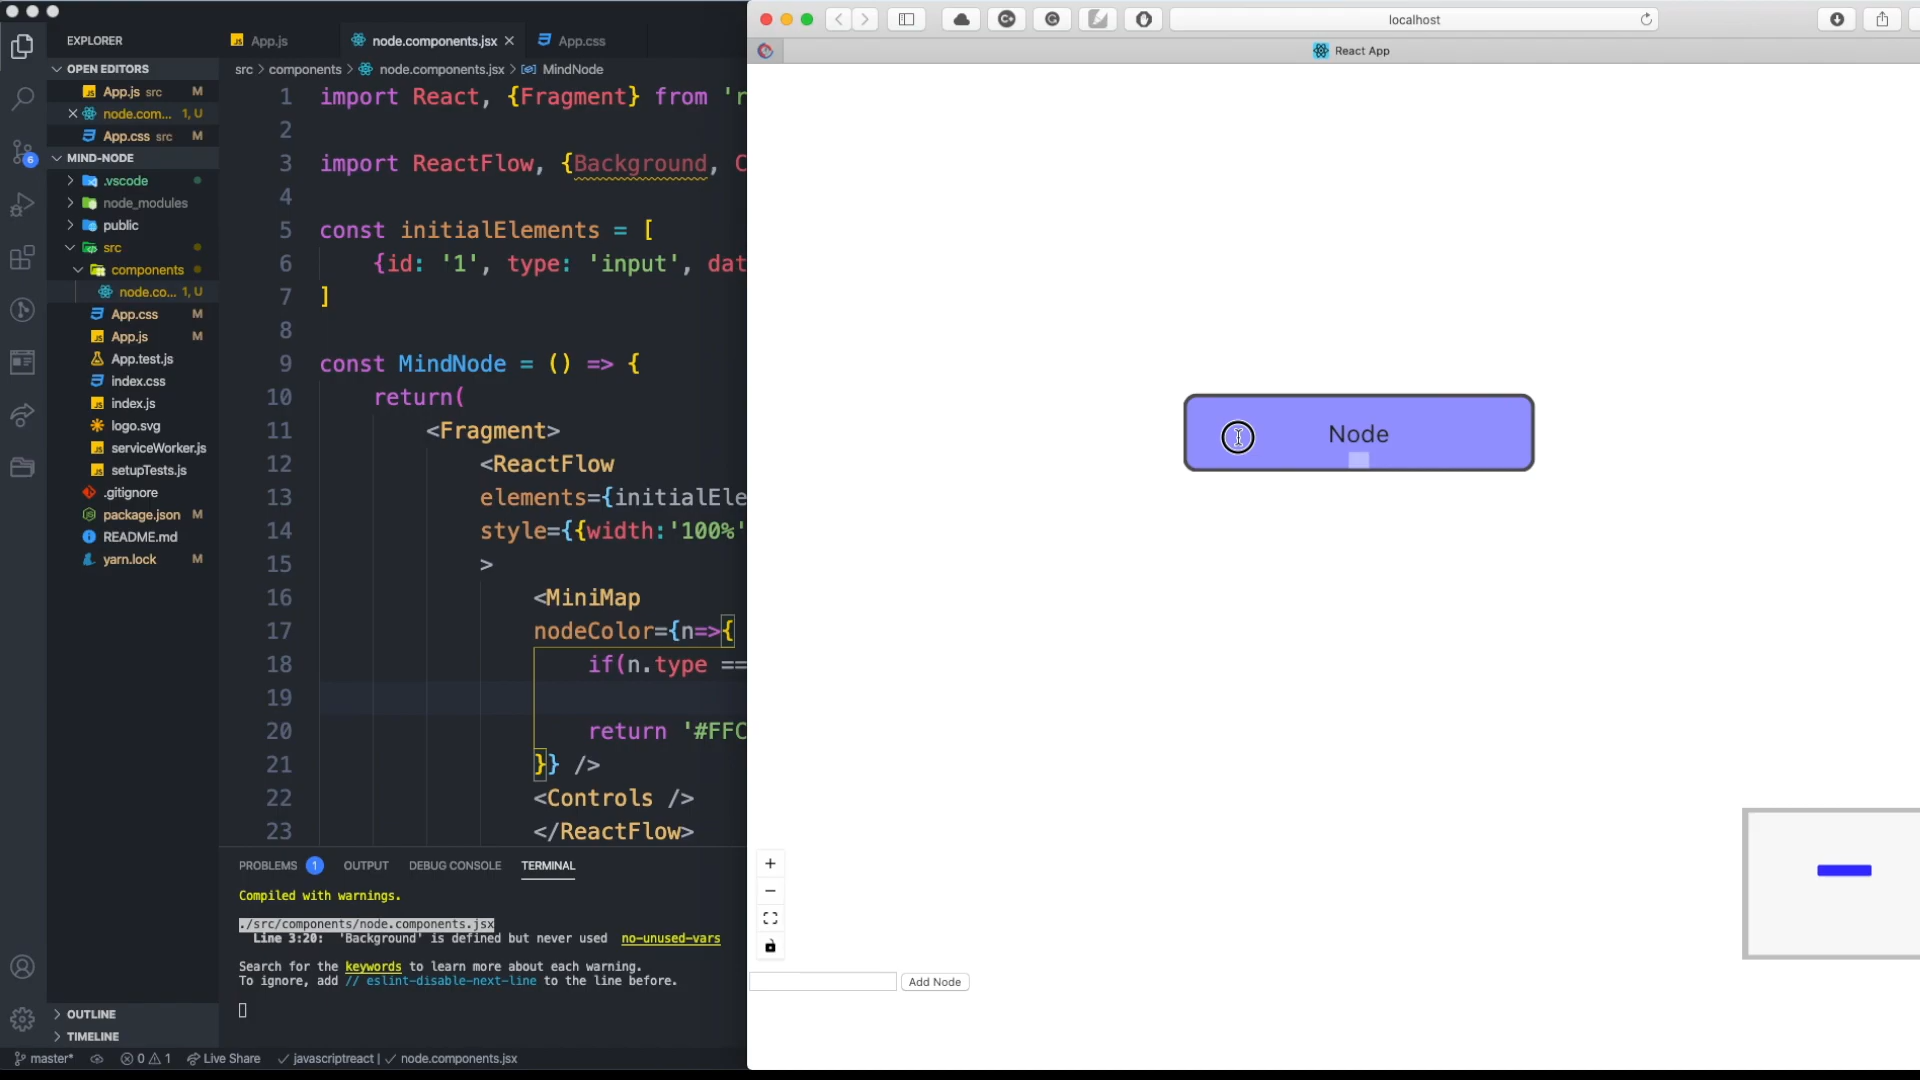 EXPLORER
OPEN EDITORS
App.js src M
node.com... 1, U
App.css src M
MIND-NODE
.vscode
node_modules
public
src
components
node.co... 1, U
App.css M
App.js M
App.test.js
index.css
index.js
logo.svg
serviceWorker.js
setupTests.js
.gitignore
package.json M
README.md
yarn.lock M
OUTLINE
TIMELINE
6
App.js
node.components.jsx
App.css
src > components > node.components.jsx > MindNode
1 import React, {Fragment} from 'r
2
3 import ReactFlow, {Background, C
4
5 const initialElements = [
6 {id: '1', type: 'input', dat
7 ]
8
9 const MindNode = () => {
10 return(
11 <Fragment>
12 <ReactFlow
13 elements={initialEle
14 style={{width:'100%'
15 >
16 <MiniMap
17 nodeColor={n=>{
18 if(n.type ==
19
20 return '#FFC
21 }} />
22 <Controls />
23 </ReactFlow>
PROBLEMS 1 OUTPUT DEBUG CONSOLE TERMINAL
Compiled with warnings.
./src/components/node.components.jsx
Line 3:20: 'Background' is defined but never used no-unused-vars
Search for the keywords to learn more about each warning.
To ignore, add // eslint-disable-next-line to the line before.
master* 0 1 Live Share javascriptreact | node.components.jsx
localhost
React App
Node
+
−
Add Node